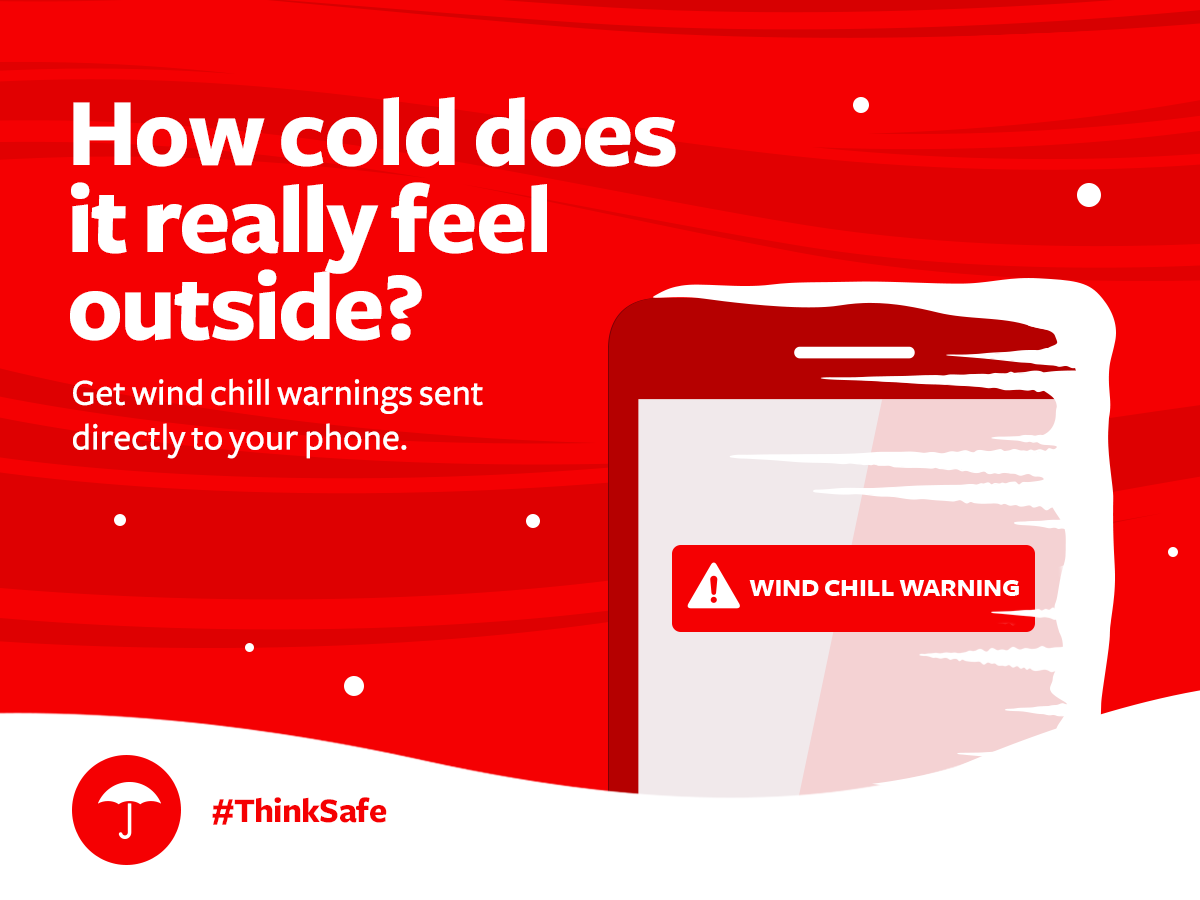 How cold does
it really feel
outside?
Get wind chill warnings sent
directly to your phone.
WIND CHILL WARNING
#ThinkSafe